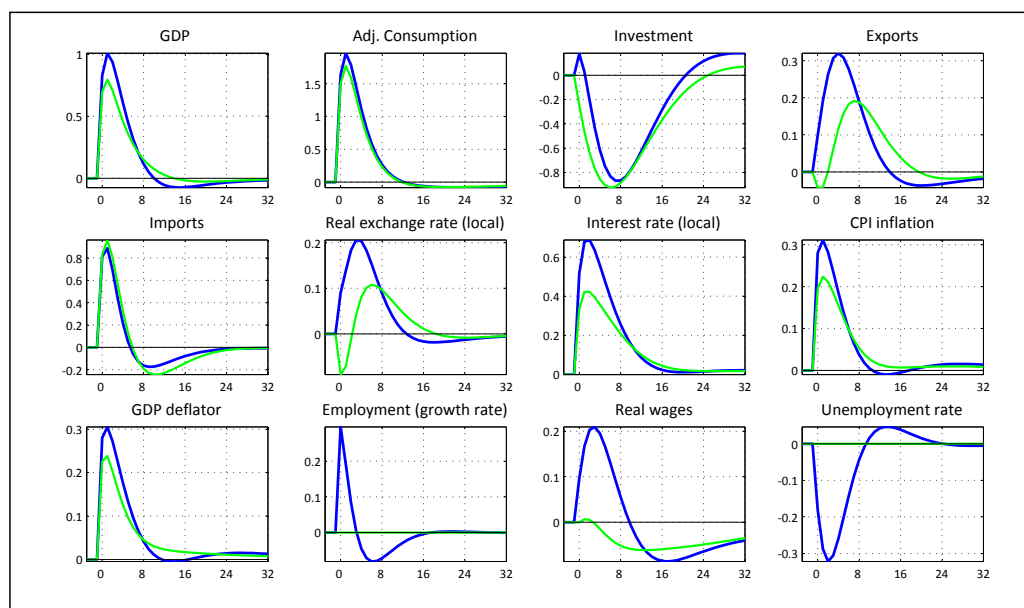 GDP
1
0.5
0
0 8 16 24 32
Adj. Consumption
1.5
1
0.5
0
0 8 16 24 32
Investment
0
-0.2
-0.4
-0.6
-0.8
0 8 16 24 32
Exports
0.3
0.2
0.1
0
0 8 16 24 32
Imports
0.8
0.6
0.4
0.2
0
-0.2
0 8 16 24 32
Real exchange rate (local)
0.2
0.1
0
0 8 16 24 32
Interest rate (local)
0.6
0.4
0.2
0
0 8 16 24 32
CPI inflation
0.3
0.2
0.1
0
0 8 16 24 32
GDP deflator
0.3
0.2
0.1
0
0 8 16 24 32
Employment (growth rate)
0.2
0.1
0
0 8 16 24 32
Real wages
0.2
0.1
0
0 8 16 24 32
Unemployment rate
0
-0.1
-0.2
-0.3
0 8 16 24 32